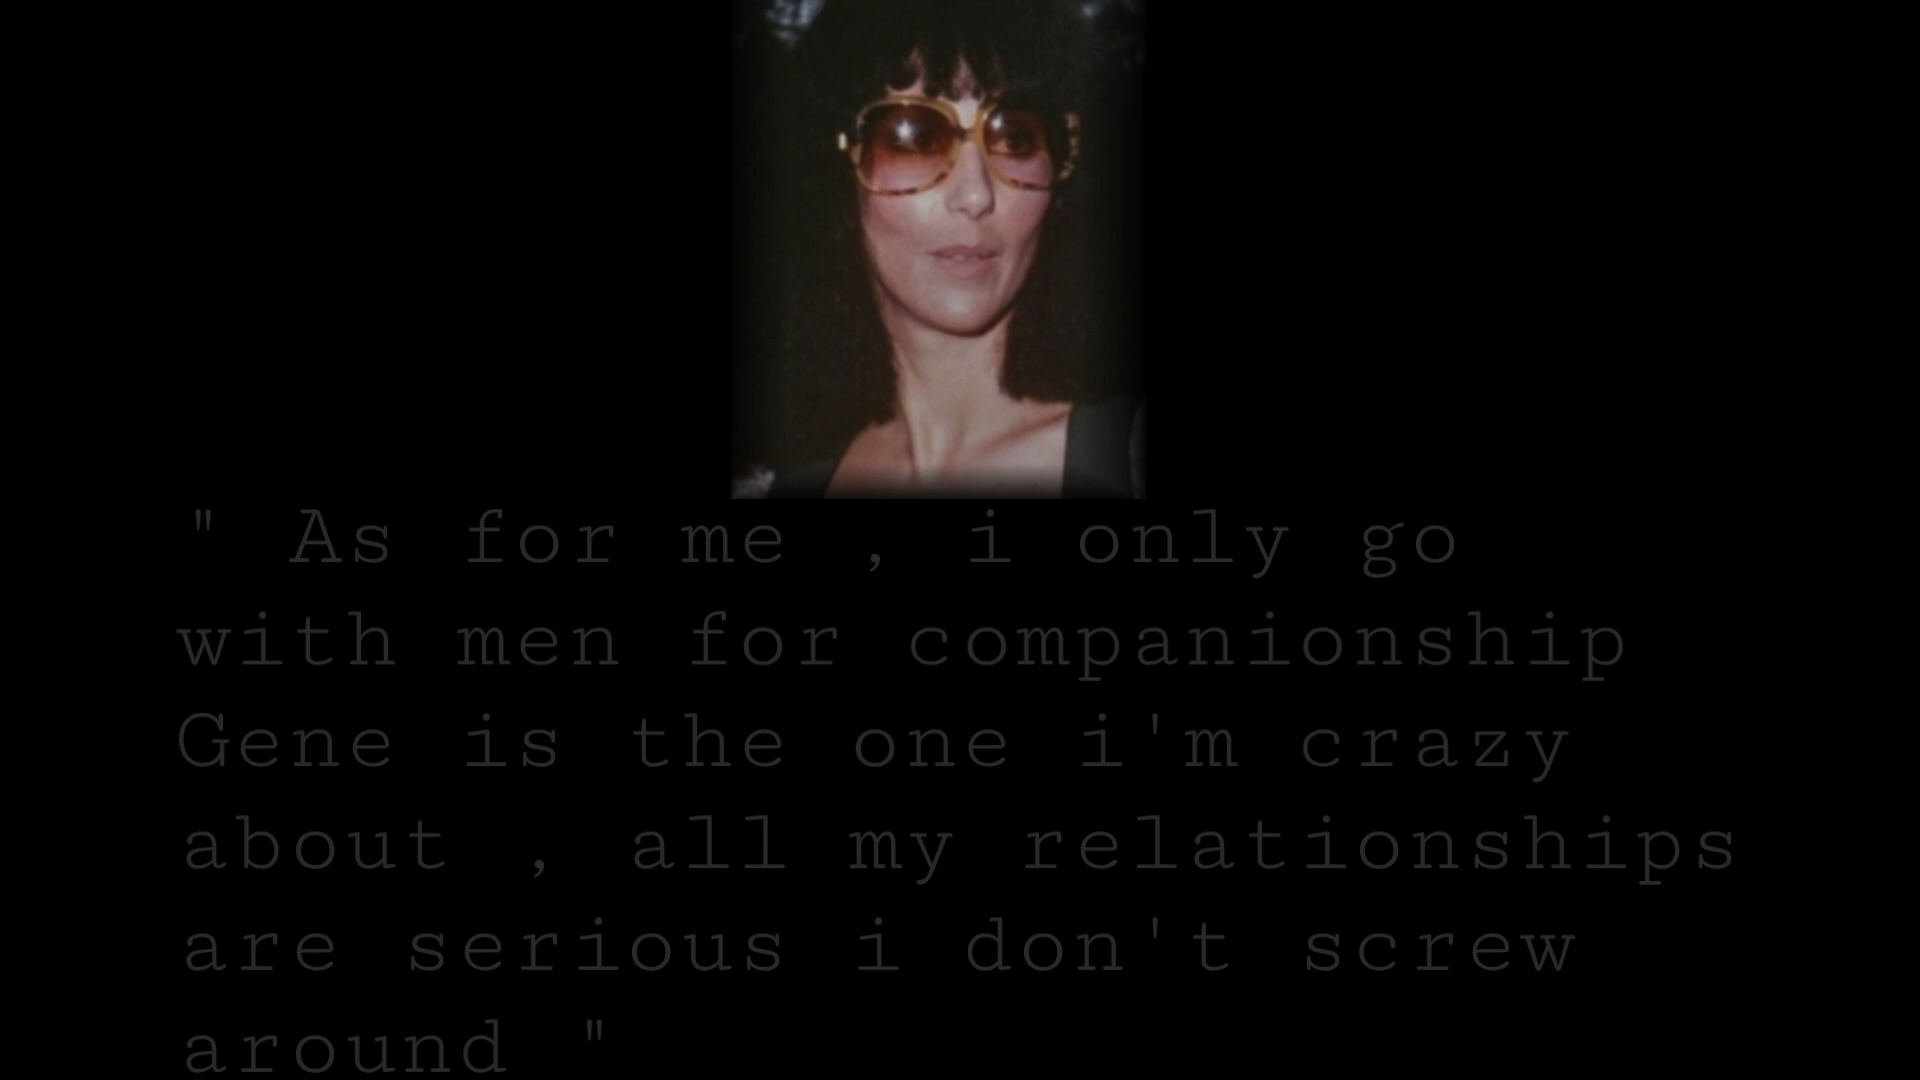 " As for me , i only go
with men for companionship
Gene is the one i'm crazy
about , all my relationships
are serious i don't screw
around "